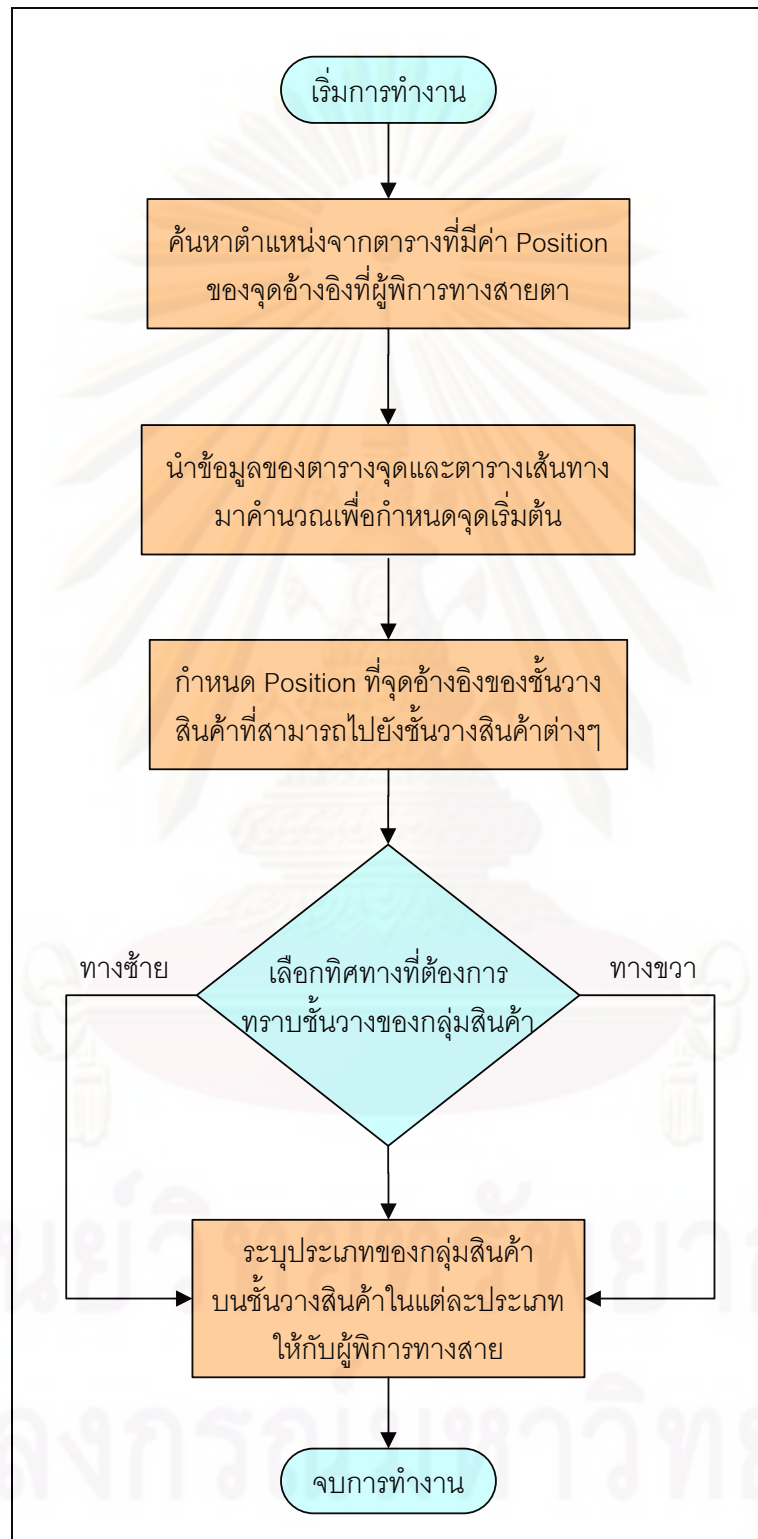 เริ่มการทำงาน
ค้นหาตำแหน่งจากตารางที่มีค่า Position
ของจุดอ้างอิงที่ผู้พิการทางสายตา
นำข้อมูลของตารางจุดและตารางเส้นทาง
มาคำนวณเพื่อกำหนดจุดเริ่มต้น
กำหนด Position ที่จุดอ้างอิงของชั้นวาง
สินค้าที่สามารถไปยังชั้นวางสินค้าต่างๆ
ทางซ้าย
เลือกทิศทางที่ต้องการ
ทราบชั้นวางของกลุ่มสินค้า
ทางขวา
ระบุประเภทของกลุ่มสินค้า
บนชั้นวางสินค้าในแต่ละประเภท
ให้กับผู้พิการทางสาย
จบการทำงาน